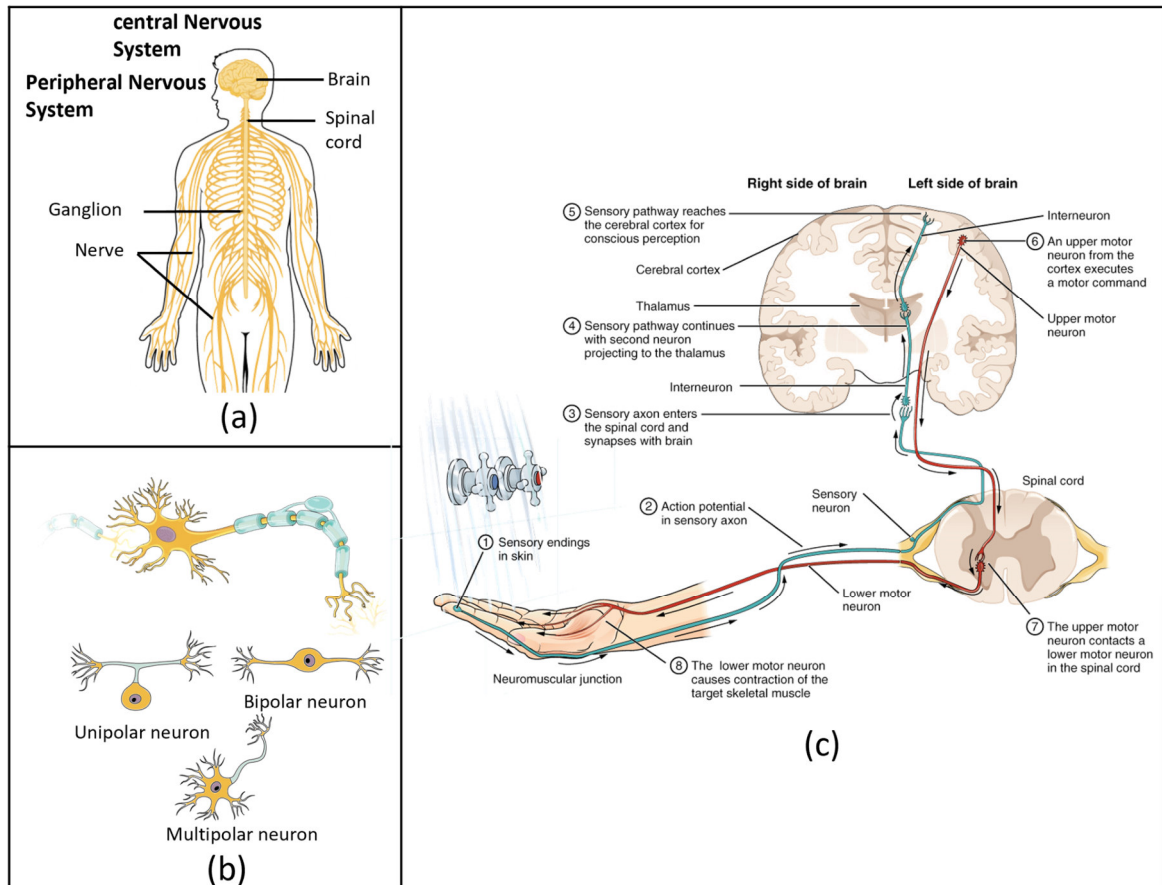 central Nervous
System
Peripheral Nervous
System
Brain
Spinal
cord
Ganglion
Nerve
(a)
Unipolar neuron
Bipolar neuron
Multipolar neuron
(b)
Right side of brain
Left side of brain
5 Sensory pathway reaches
the cerebral cortex for
conscious perception
Interneuron
6 An upper motor
neuron from the
cortex executes
a motor command
Cerebral cortex
Thalamus
Upper motor
neuron
4 Sensory pathway continues
with second neuron
projecting to the thalamus
Interneuron
3 Sensory axon enters
the spinal cord and
synapses with brain
Spinal cord
Sensory
neuron
2 Action potential
in sensory axon
1 Sensory endings
in skin
Lower motor
neuron
7 The upper motor
neuron contacts a
lower motor neuron
in the spinal cord
Neuromuscular junction
8 The lower motor neuron
causes contraction of the
target skeletal muscle
(c)